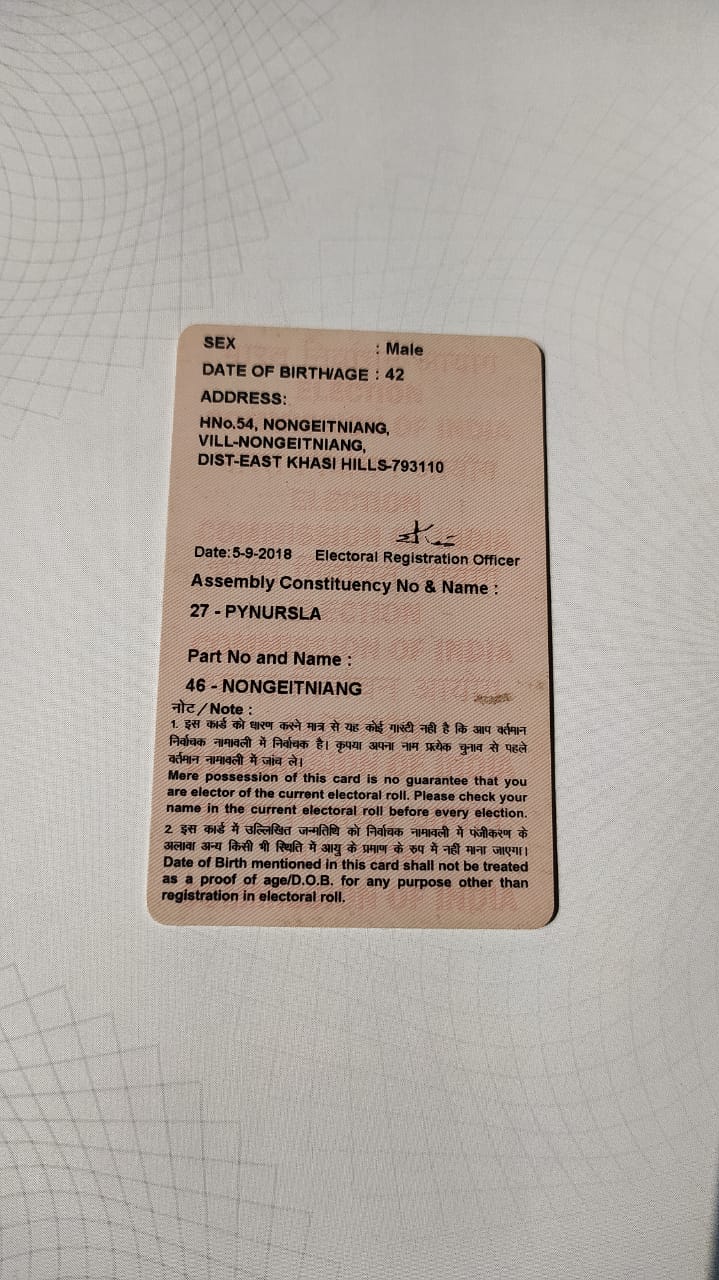 SEX : Male
DATE OF BIRTH/AGE : 42
ADDRESS:
HNo.54, NONGEITNIANG,
VILL-NONGEITNIANG,
DIST-EAST KHASI HILLS-793110
Date:5-9-2018 Electoral Registration Officer
Assembly Constituency No & Name :
27 - PYNURSLA
Part No and Name :
46 - NONGEITNIANG
नोट / Note :
1. इस कार्ड को धारण करने मात्र से यह कोई गारंटी नही है कि आप वर्तमान
निर्वाचक नामावली में निर्वाचक है। कृपया अपना नाम प्रत्येक चुनाव से पहले
वर्तमान नामावली में जांच ले।
Mere possession of this card is no guarantee that you
are elector of the current electoral roll. Please check your
name in the current electoral roll before every election.
2. इस कार्ड में उल्लिखित जन्मतिथि को निर्वाचक नामावली में पंजीकरण के
अलावा अन्य किसी भी स्थिति में आयु के प्रमाण के रुप में नही माना जाएगा।
Date of Birth mentioned in this card shall not be treated
as a proof of age/D.O.B. for any purpose other than
registration in electoral roll.